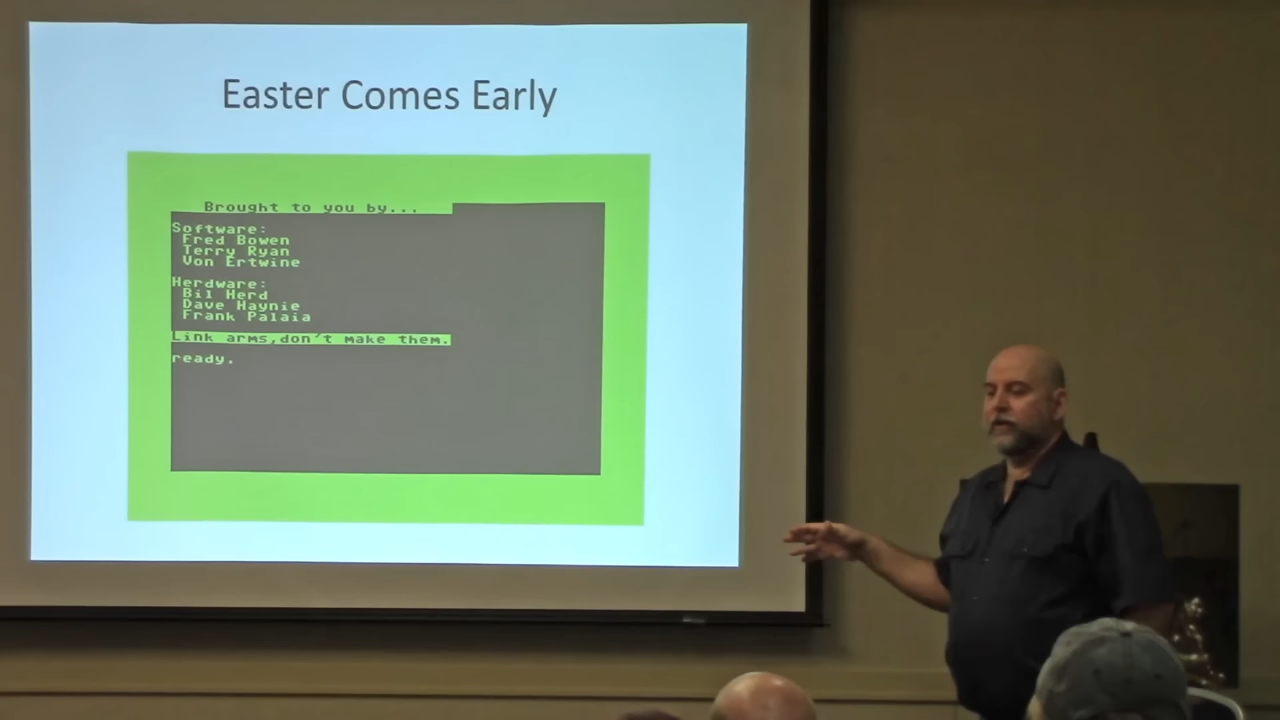 Easter Comes Early
Brought to you by...
Software:
Fred Bowen
Terry Ryan
Von Ertwine
Herdware:
Bil Herd
Dave Haynie
Frank Palaia
Link arms,don't make them.
ready.